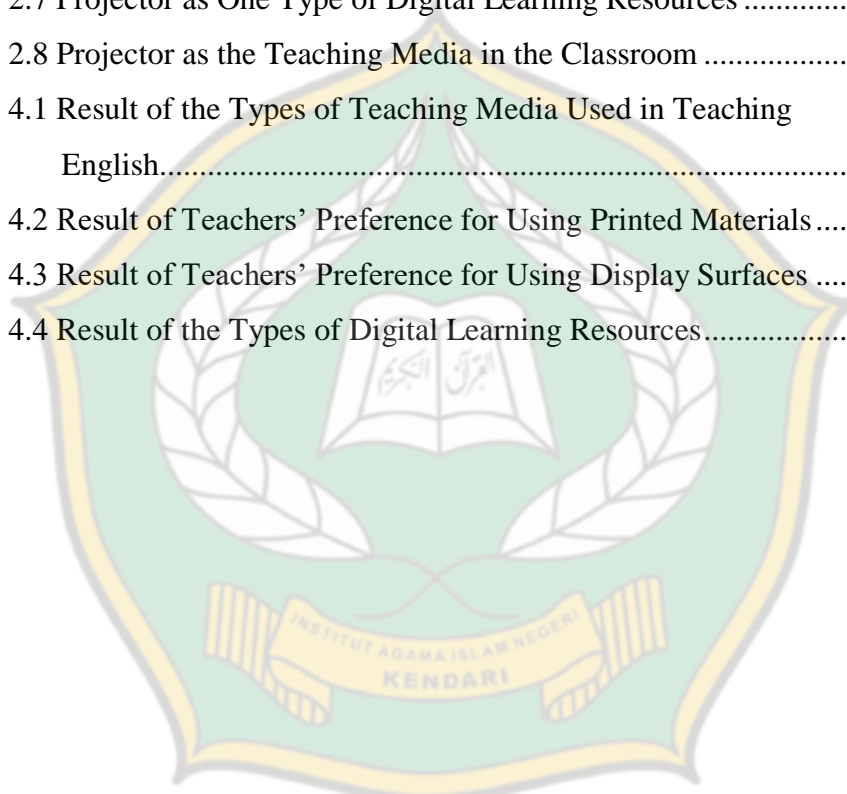 2.7 Projector as One Type of Digital Learning Resources .............
2.8 Projector as the Teaching Media in the Classroom ..................
4.1 Result of the Types of Teaching Media Used in Teaching
English.....................................................................................
4.2 Result of Teachers’ Preference for Using Printed Materials ....
4.3 Result of Teachers’ Preference for Using Display Surfaces ....
4.4 Result of the Types of Digital Learning Resources..................
القرآن الكريم
INSTITUT AGAMA ISLAM NEGERI
KENDARI